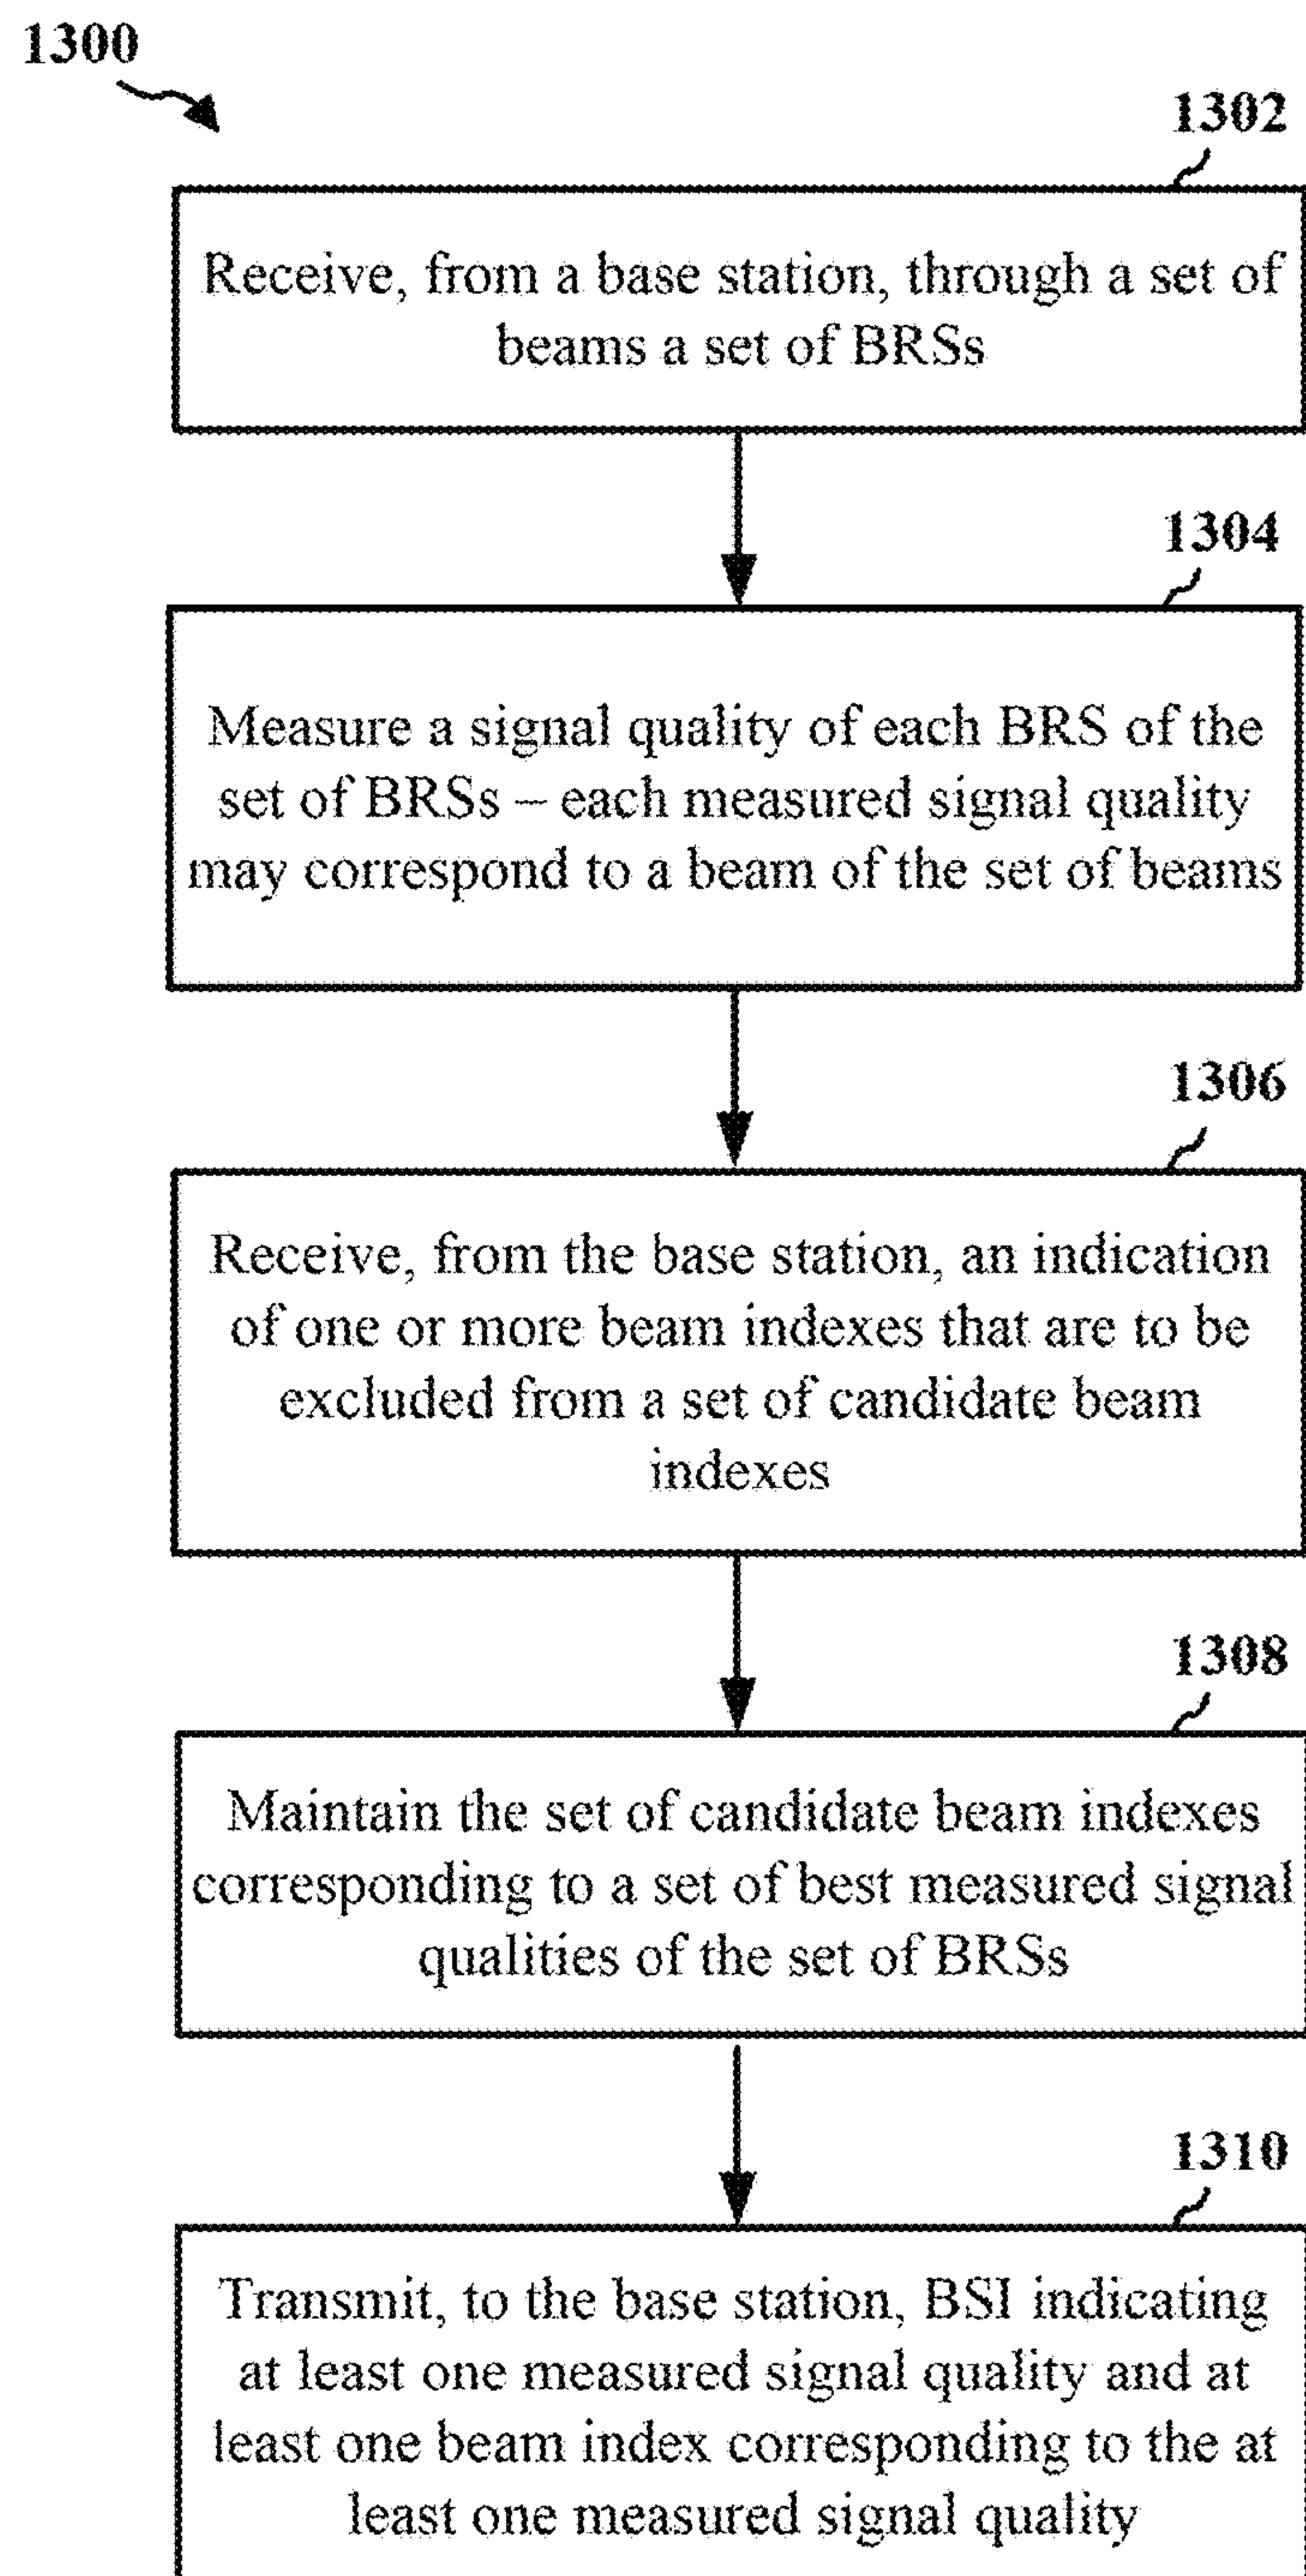 1300
1302
Receive, from a base station, through a set of
beams a set of BRSs
1304
Measure a signal quality of each BRS of the
set of BRSs – each measured signal quality
may correspond to a beam of the set of beams
1306
Receive, from the base station, an indication
of one or more beam indexes that are to be
excluded from a set of candidate beam
indexes
1308
Maintain the set of candidate beam indexes
corresponding to a set of best measured signal
qualities of the set of BRSs
1310
Transmit, to the base station, BSI indicating
at least one measured signal quality and at
least one beam index corresponding to the at
least one measured signal quality